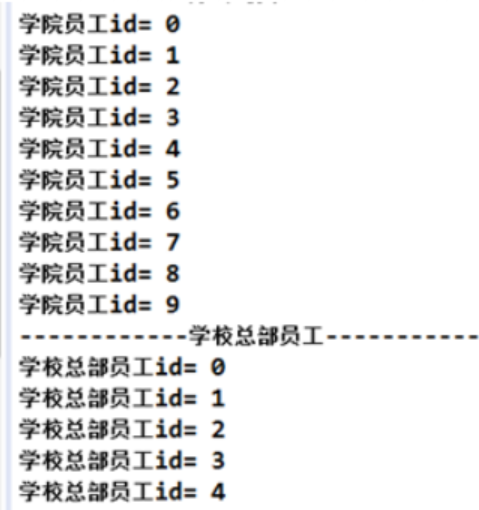 学院员工id= 0
学院员工id= 1
学院员工id= 2
学院员工id= 3
学院员工id= 4
学院员工id= 5
学院员工id= 6
学院员工id= 7
学院员工id= 8
学院员工id= 9
------------学校总部员工-----------
学校总部员工id= 0
学校总部员工id= 1
学校总部员工id= 2
学校总部员工id= 3
学校总部员工id= 4